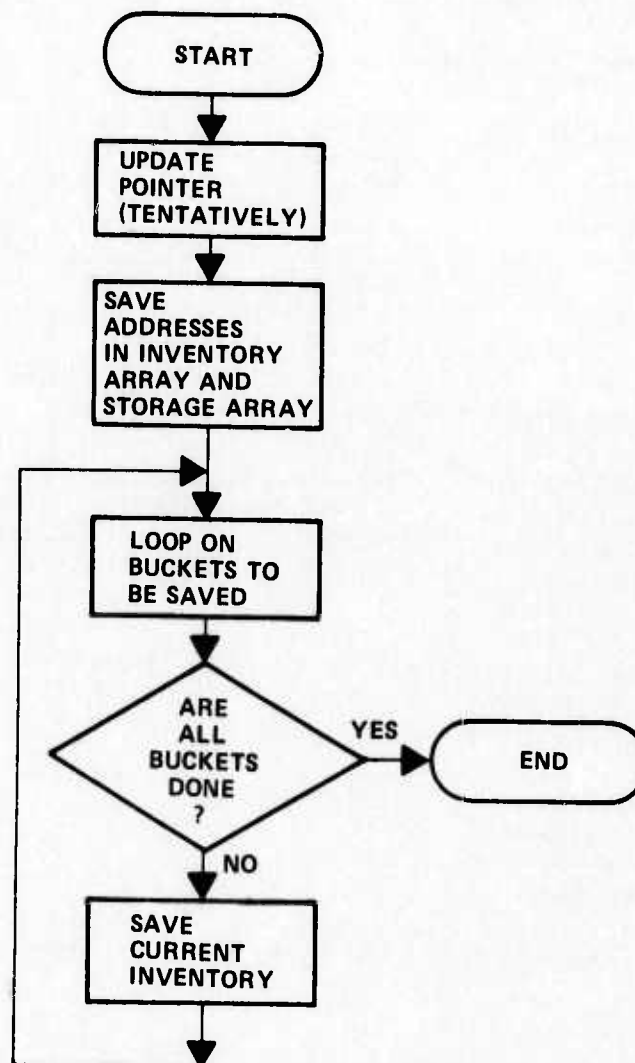 START
UPDATE
POINTER
(TENTATIVELY)
SAVE
ADDRESSES
IN INVENTORY
ARRAY AND
STORAGE ARRAY
LOOP ON
BUCKETS TO
BE SAVED
ARE
ALL
BUCKETS
DONE
?
YES
END
NO
SAVE
CURRENT
INVENTORY